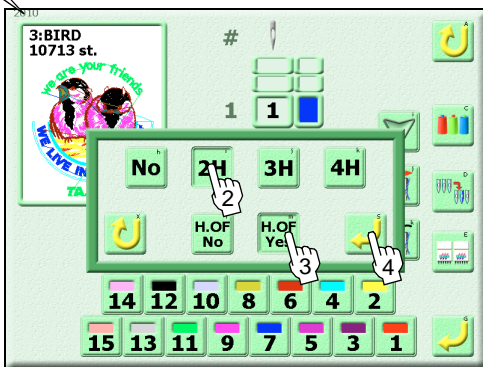 2010
3:BIRD
10713 st.
#
we are your friends
WE LIVE IN
TA
1 1
A
C
D
E
G
h
No
2H
j
3H
k
4H
x
H.OF
No
m
H.OF
Yes
S
2
3
4
14 12 10 8 6 4 2
15 13 11 9 7 5 3 1